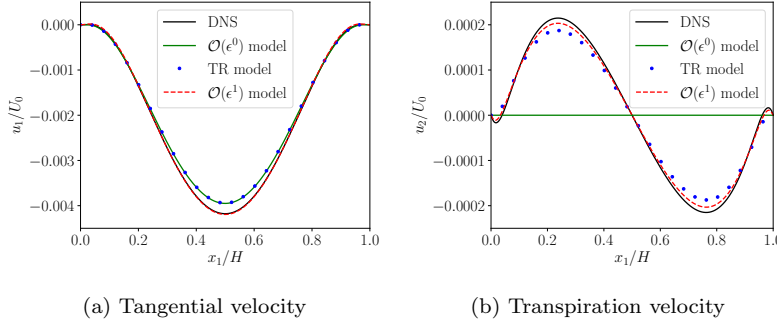 DNS
𝒪(ϵ⁰) model
TR model
𝒪(ϵ¹) model
0.000
−0.001
−0.002
−0.003
−0.004
u₁/U₀
0.0 0.2 0.4 0.6 0.8 1.0
x₁/H
(a) Tangential velocity
DNS
𝒪(ϵ⁰) model
TR model
𝒪(ϵ¹) model
0.0002
0.0001
0.0000
−0.0001
−0.0002
u₂/U₀
0.0 0.2 0.4 0.6 0.8 1.0
x₁/H
(b) Transpiration velocity